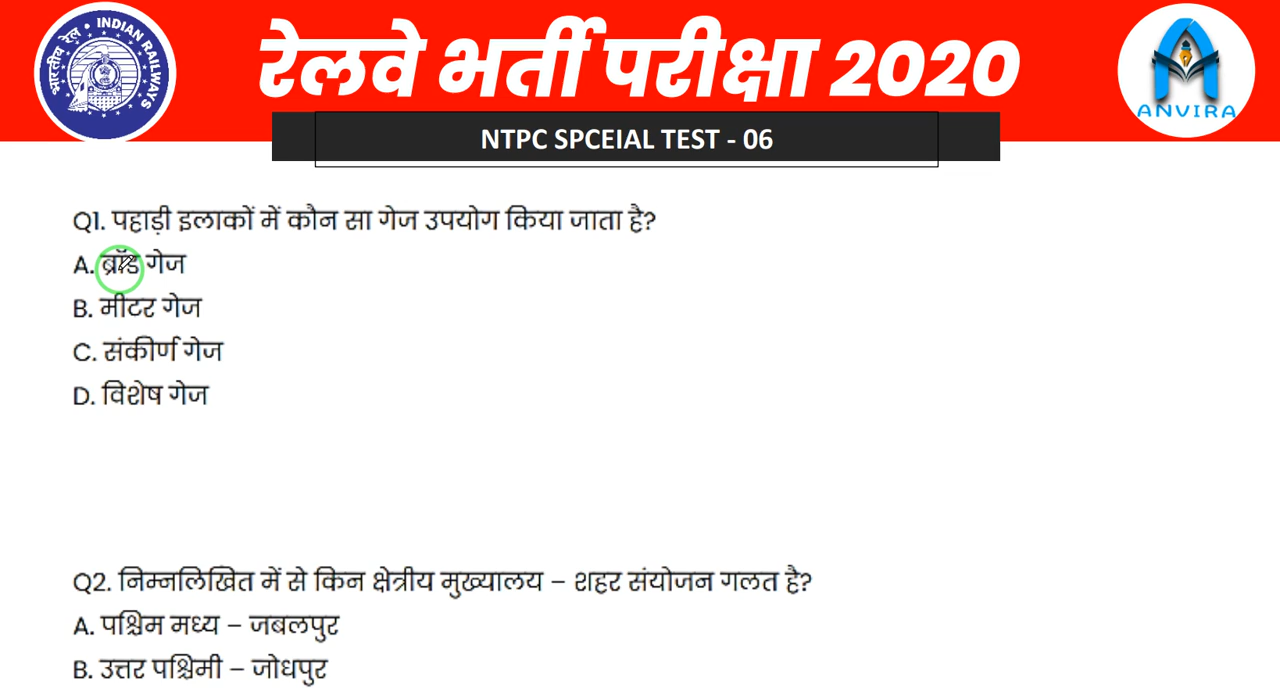 भारतीय रेल • INDIAN RAILWAYS
रेलवे भर्ती परीक्षा 2020
ANVIRA
NTPC SPCEIAL TEST - 06
Q1. पहाड़ी इलाकों में कौन सा गेज उपयोग किया जाता है?
A. ब्रॉड गेज
B. मीटर गेज
C. संकीर्ण गेज
D. विशेष गेज
Q2. निम्नलिखित में से किन क्षेत्रीय मुख्यालय – शहर संयोजन गलत है?
A. पश्चिम मध्य – जबलपुर
B. उत्तर पश्चिमी – जोधपुर